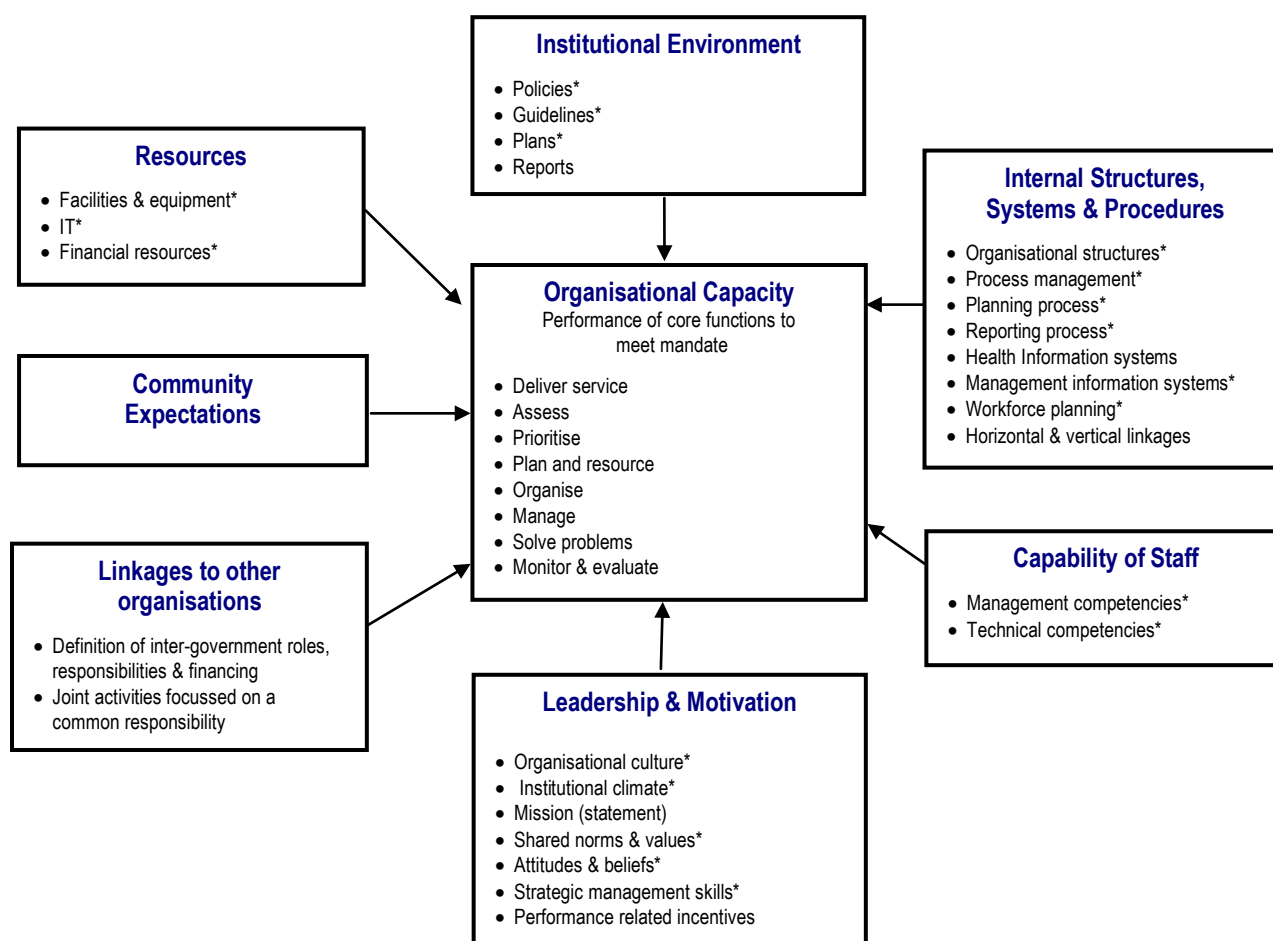 Institutional Environment
• Policies*
• Guidelines*
• Plans*
• Reports
Resources
• Facilities & equipment*
• IT*
• Financial resources*
Internal Structures,
Systems & Procedures
• Organisational structures*
• Process management*
• Planning process*
• Reporting process*
• Health Information systems
• Management information systems*
• Workforce planning*
• Horizontal & vertical linkages
Organisational Capacity
Performance of core functions to
meet mandate
• Deliver service
• Assess
• Prioritise
• Plan and resource
• Organise
• Manage
• Solve problems
• Monitor & evaluate
Community
Expectations
Linkages to other
organisations
• Definition of inter-government roles,
responsibilities & financing
• Joint activities focussed on a
common responsibility
Capability of Staff
• Management competencies*
• Technical competencies*
Leadership & Motivation
• Organisational culture*
• Institutional climate*
• Mission (statement)
• Shared norms & values*
• Attitudes & beliefs*
• Strategic management skills*
• Performance related incentives